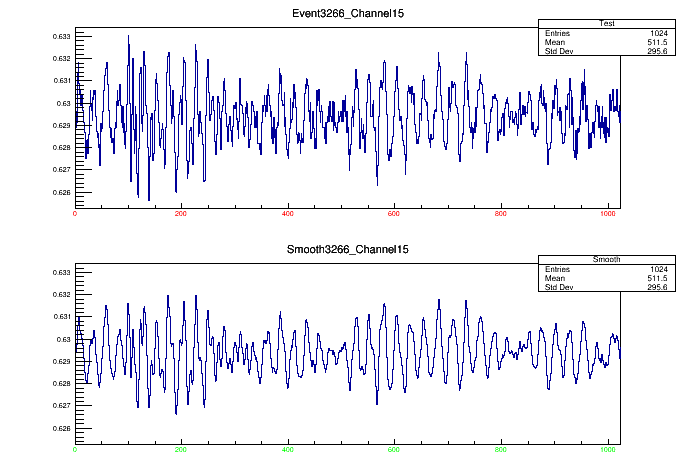 Event3266_Channel15
Test
Entries 1024
Mean 511.5
Std Dev 295.6
0.633
0.632
0.631
0.63
0.629
0.628
0.627
0.626
0 200 400 600 800 1000
Smooth3266_Channel15
Smooth
Entries 1024
Mean 511.5
Std Dev 295.6
0.633
0.632
0.631
0.63
0.629
0.628
0.627
0.626
0 200 400 600 800 1000